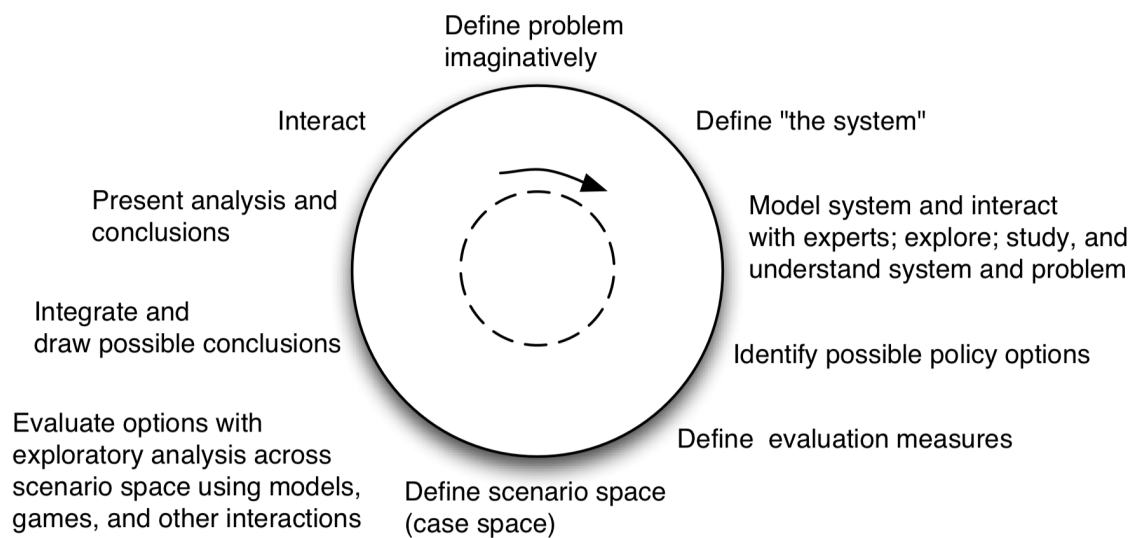 Define problem
imaginatively
Define "the system"
Model system and interact
with experts; explore; study, and
understand system and problem
Identify possible policy options
Define evaluation measures
Define scenario space
(case space)
Evaluate options with
exploratory analysis across
scenario space using models,
games, and other interactions
Integrate and
draw possible conclusions
Present analysis and
conclusions
Interact